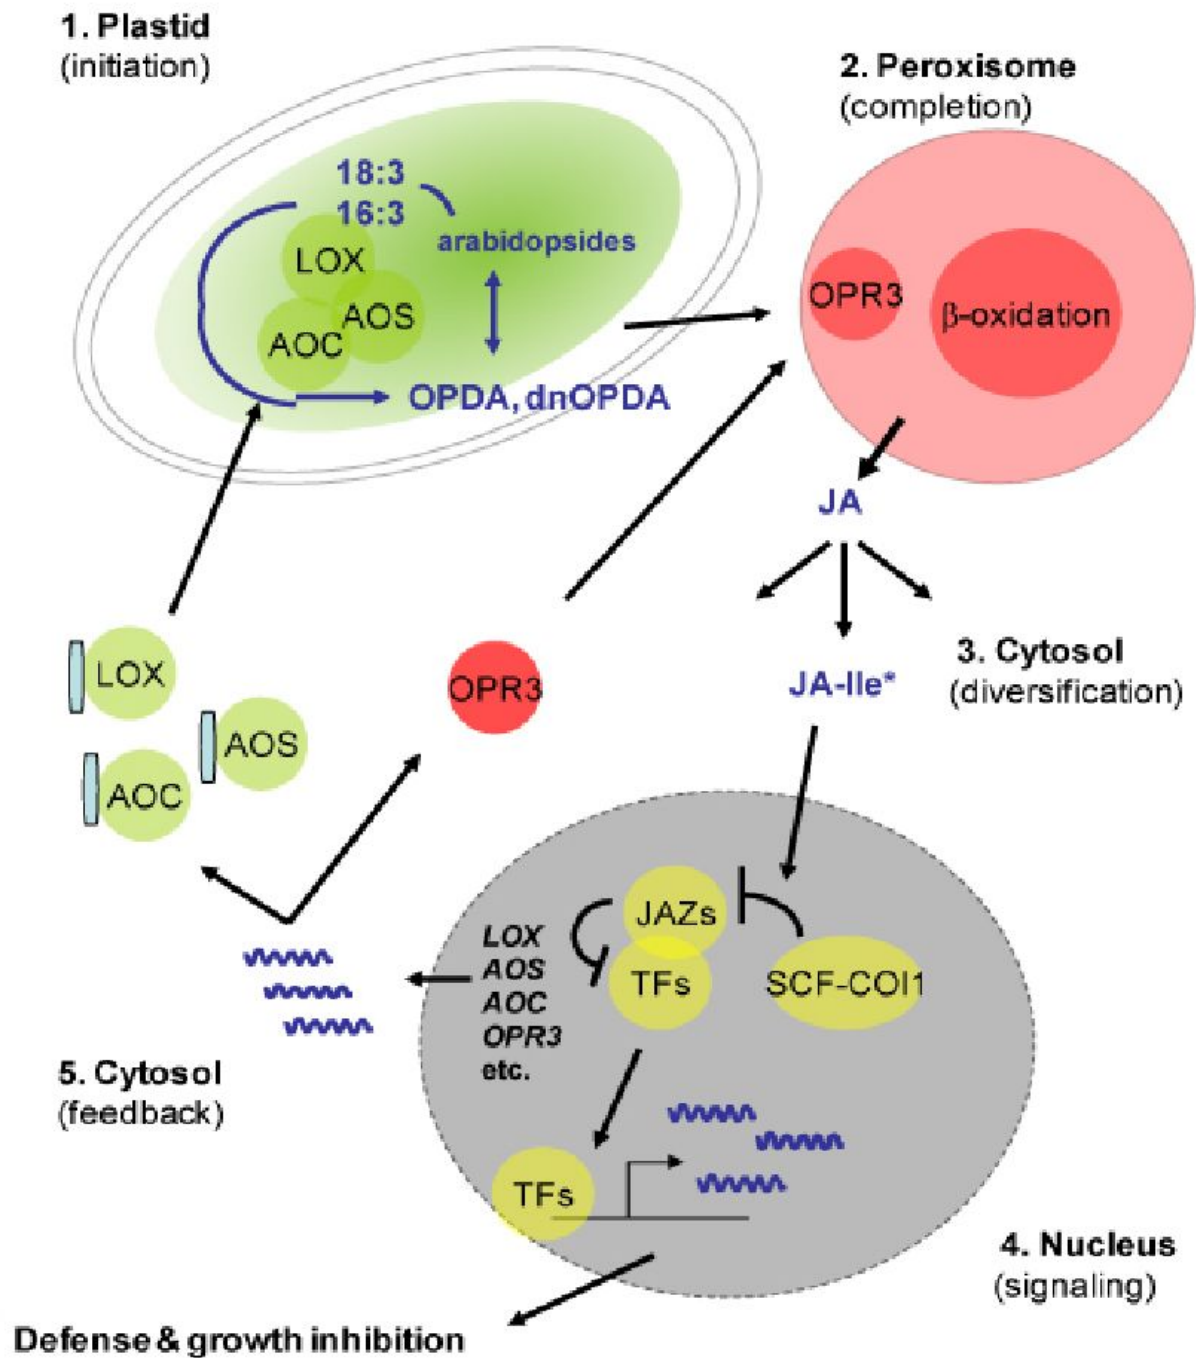 1. Plastid
(initiation)
2. Peroxisome
(completion)
18:3
16:3
arabidopsides
LOX
AOS
AOC
OPDA, dnOPDA
OPR3
β-oxidation
JA
LOX
AOS
AOC
OPR3
JA-Ile*
3. Cytosol
(diversification)
JAZs
TFs
SCF-COI1
LOX
AOS
AOC
OPR3
etc.
5. Cytosol
(feedback)
TFs
4. Nucleus
(signaling)
Defense & growth inhibition